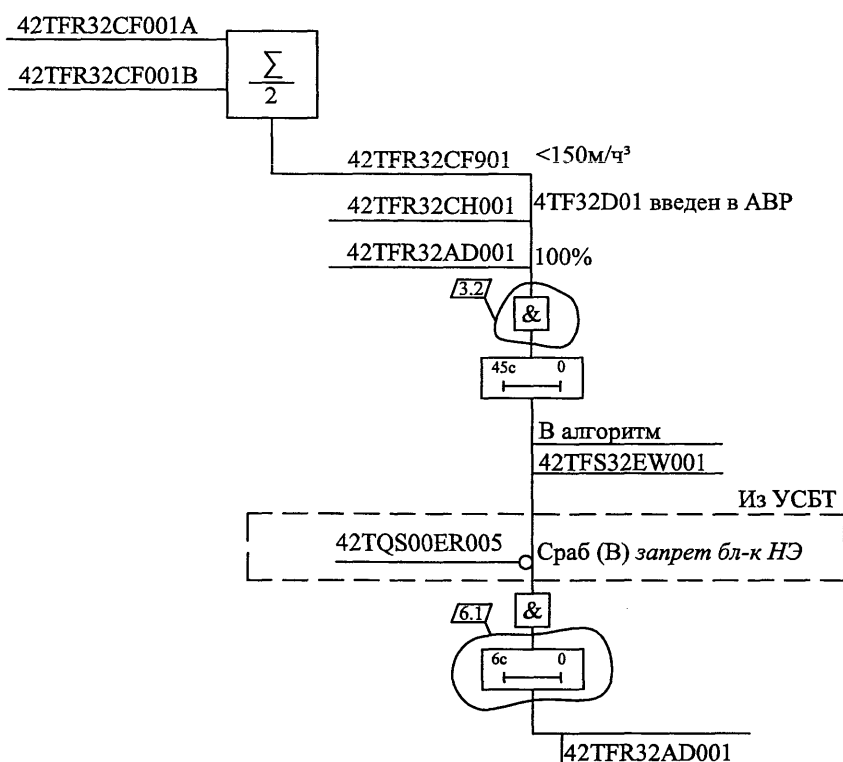 42TFR32CF001A
42TFR32CF001B
∑
2
42TFR32CF901 <150м/ч³
42TFR32CH001 4TF32D01 введен в АВР
42TFR32AD001 100%
3.2
&
45с 0
В алгоритм
42TFS32EW001
Из УСБТ
42TQS00ER005 Сраб (В) запрет бл-к НЭ
&
6.1
6с 0
42TFR32AD001